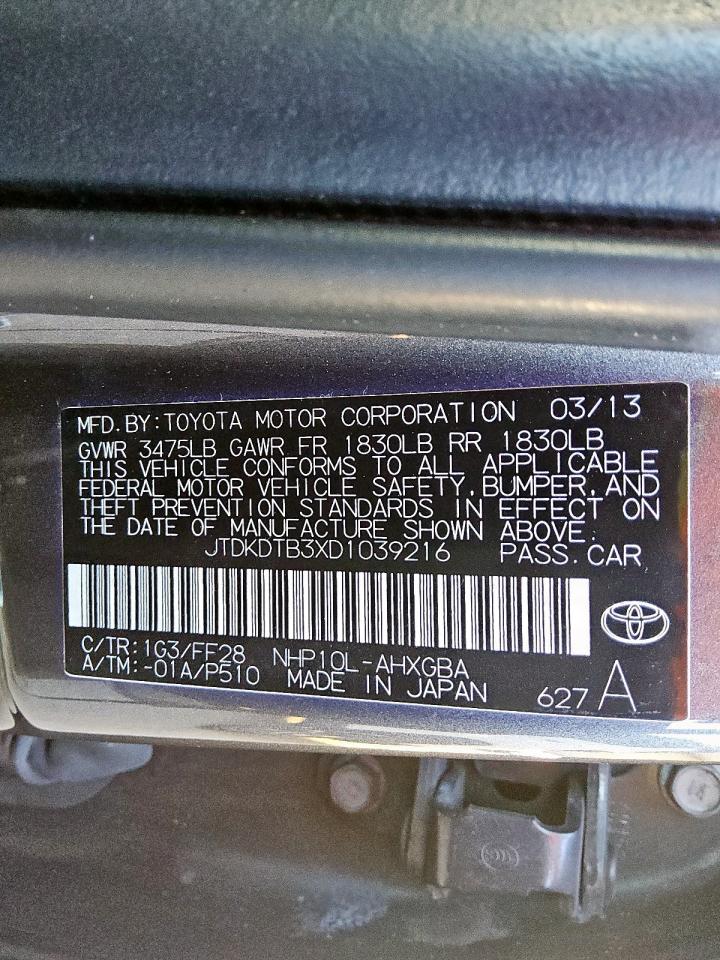 MFD.BY:TOYOTA MOTOR CORPORATION 03/13
GVWR 3475LB GAWR FR 1830LB RR 1830LB
THIS VEHICLE CONFORMS TO ALL APPLICABLE
FEDERAL MOTOR VEHICLE SAFETY,BUMPER,AND
THEFT PREVENTION STANDARDS IN EFFECT ON
THE DATE OF MANUFACTURE SHOWN ABOVE.
JTDKDTB3XD1039216 PASS.CAR
C/TR:1G3/FF28 NHP10L-AHXGBA
A/TM:-01A/P510 MADE IN JAPAN 627 A